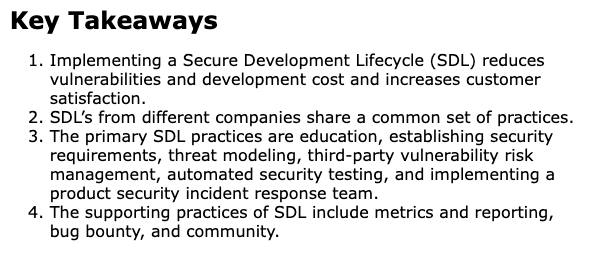 Key Takeaways
1. Implementing a Secure Development Lifecycle (SDL) reduces
vulnerabilities and development cost and increases customer
satisfaction.
2. SDL’s from different companies share a common set of practices.
3. The primary SDL practices are education, establishing security
requirements, threat modeling, third-party vulnerability risk
management, automated security testing, and implementing a
product security incident response team.
4. The supporting practices of SDL include metrics and reporting,
bug bounty, and community.